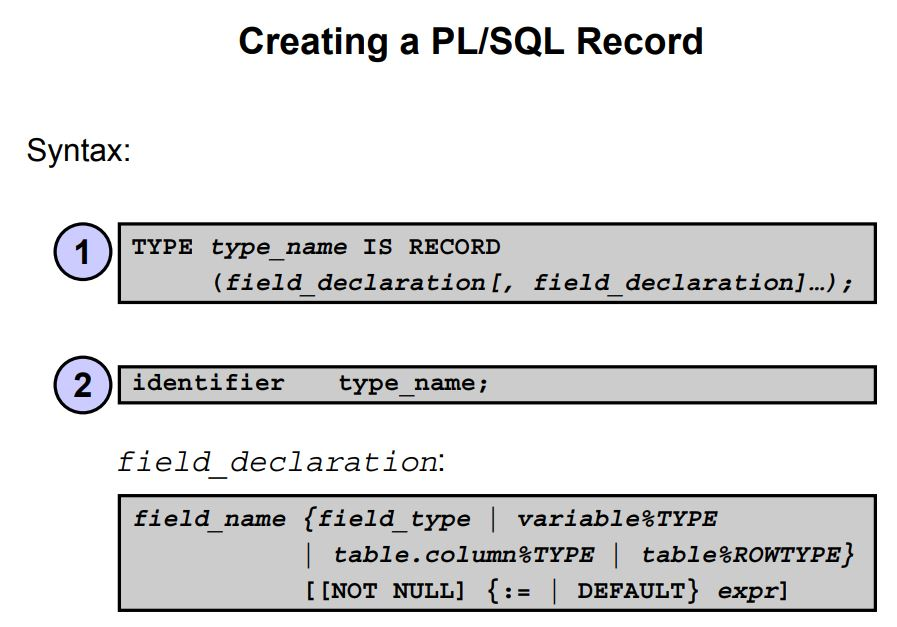 Creating a PL/SQL Record
Syntax:
1
TYPE type_name IS RECORD
(field_declaration[, field_declaration]…);
2
identifier type_name;
field_declaration:
field_name {field_type | variable%TYPE
| table.column%TYPE | table%ROWTYPE}
[[NOT NULL] {:= | DEFAULT} expr]